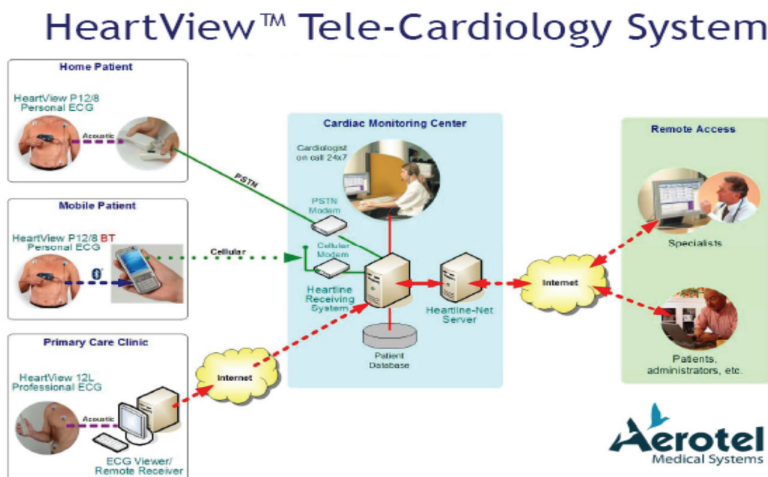 HeartView™ Tele-Cardiology System
Home Patient
HeartView P12/8
Personal ECG
Acoustic
PSTN
Mobile Patient
HeartView P12/8 BT
Personal ECG
Cellular
Primary Care Clinic
HeartView 12L
Professional ECG
Acoustic
ECG Viewer/
Remote Receiver
Internet
Cardiac Monitoring Center
Cardiologist
on call 24x7
PSTN
Modem
Cellular
Modem
Heartline
Receiving
System
Heartline-Net
Server
Patient
Database
Internet
Remote Access
Specialists
Patients,
administrators, etc.
Aerotel
Medical Systems